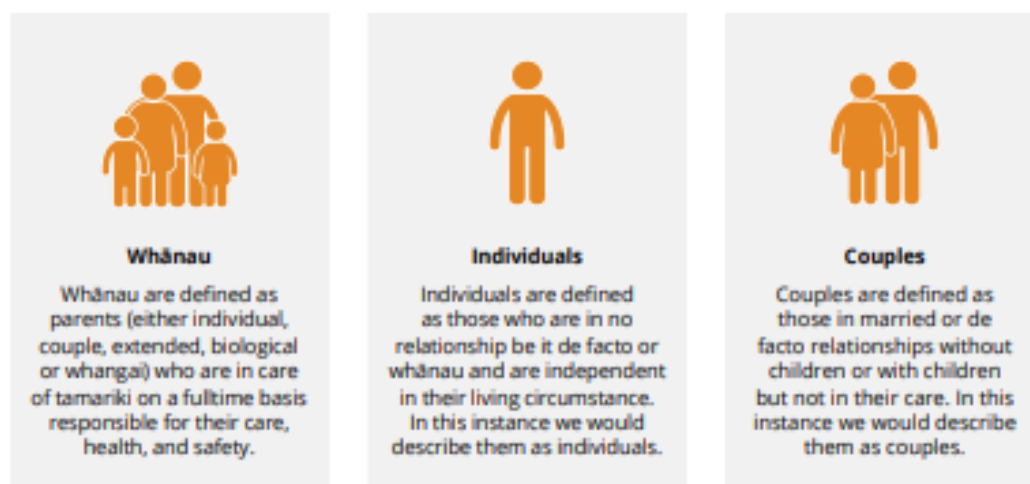 Whānau
Whānau are defined as
parents (either individual,
couple, extended, biological
or whangai) who are in care
of tamariki on a fulltime basis
responsible for their care,
health, and safety.
Individuals
Individuals are defined
as those who are in no
relationship be it de facto or
whānau and are independent
in their living circumstance.
In this instance we would
describe them as individuals.
Couples
Couples are defined as
those in married or de
facto relationships without
children or with children
but not in their care. In this
instance we would describe
them as couples.